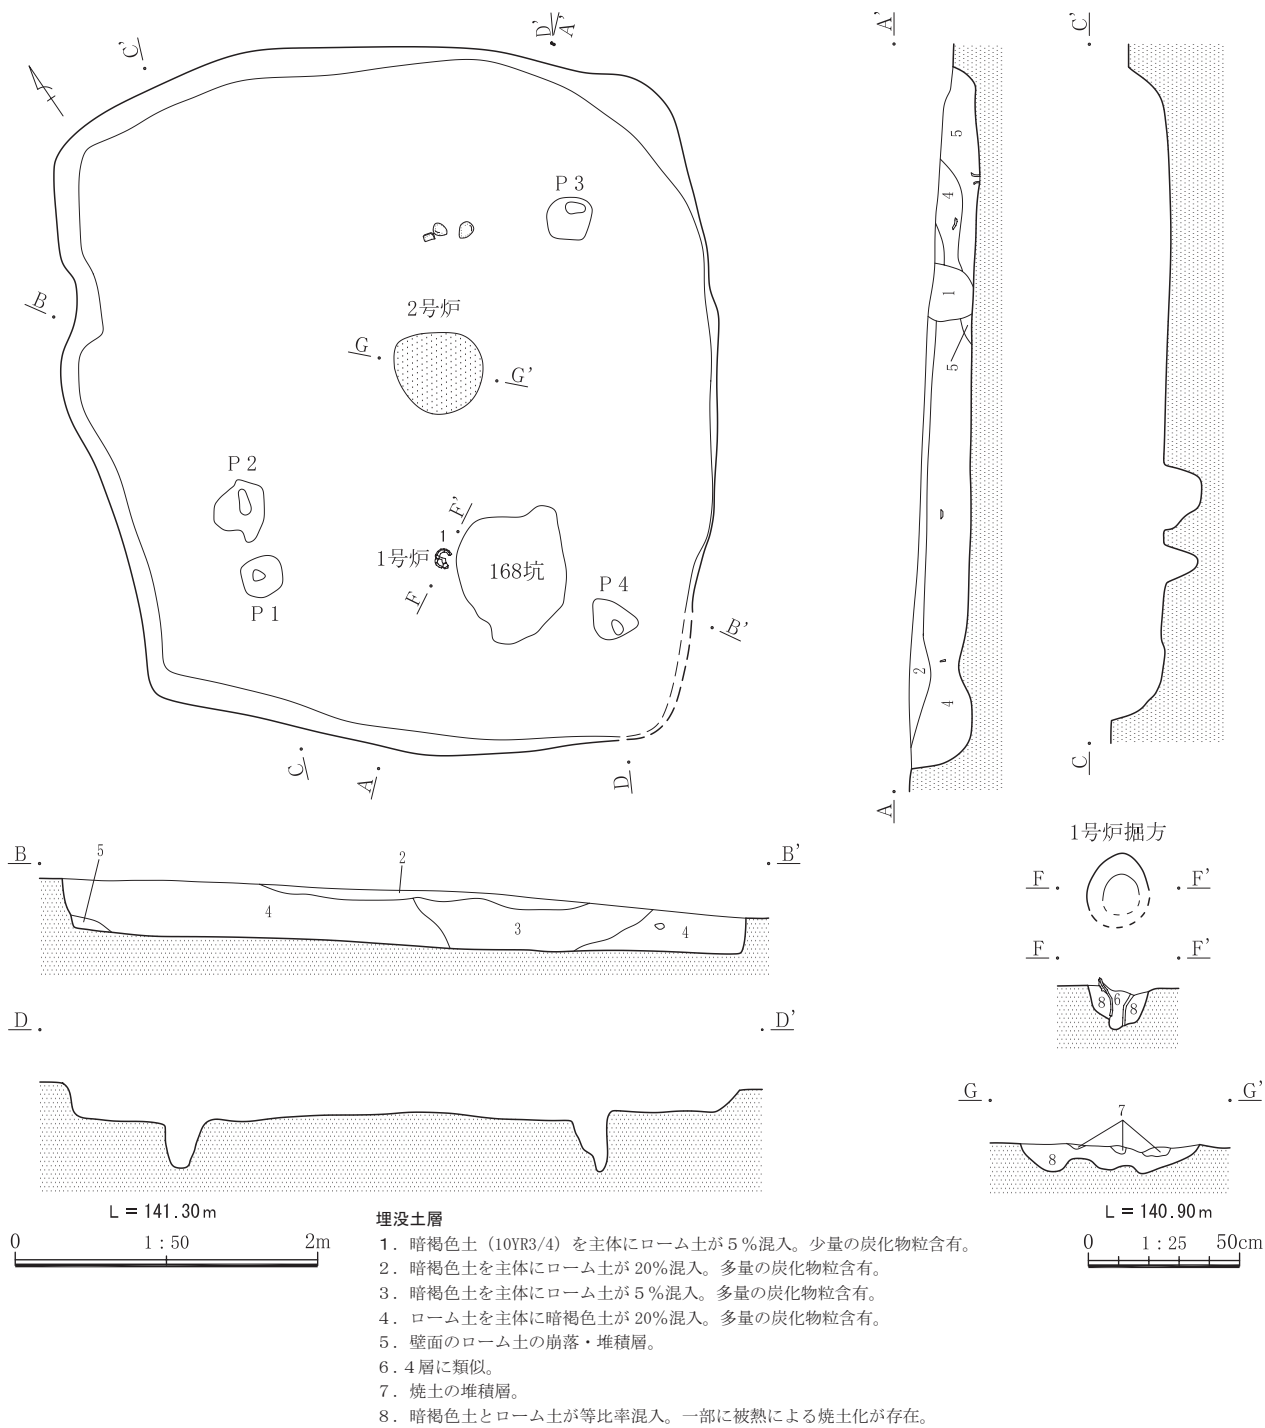 C'
D'
A'
A'
C'
P 3
5
4
B
2号炉
1
G
G'
5
P 2
F'
1
1号炉
168坑
F
P 4
P 1
B'
2
4
C
A
D
C
A
1号炉掘方
B
5
2
B'
F
F'
4
3
4
F
F'
8
6
8
D
D'
G
G'
7
8
L = 141.30m
0
1 : 50
2m
L = 140.90m
0
1 : 25
50cm
埋没土層
1. 暗褐色土（10YR3/4）を主体にローム土が５%混入。少量の炭化物粒含有。
2. 暗褐色土を主体にローム土が 20%混入。多量の炭化物粒含有。
3. 暗褐色土を主体にローム土が５%混入。多量の炭化物粒含有。
4. ローム土を主体に暗褐色土が 20%混入。多量の炭化物粒含有。
5. 壁面のローム土の崩落・堆積層。
6. ４層に類似。
7. 焼土の堆積層。
8. 暗褐色土とローム土が等比率混入。一部に被熱による焼土化が存在。